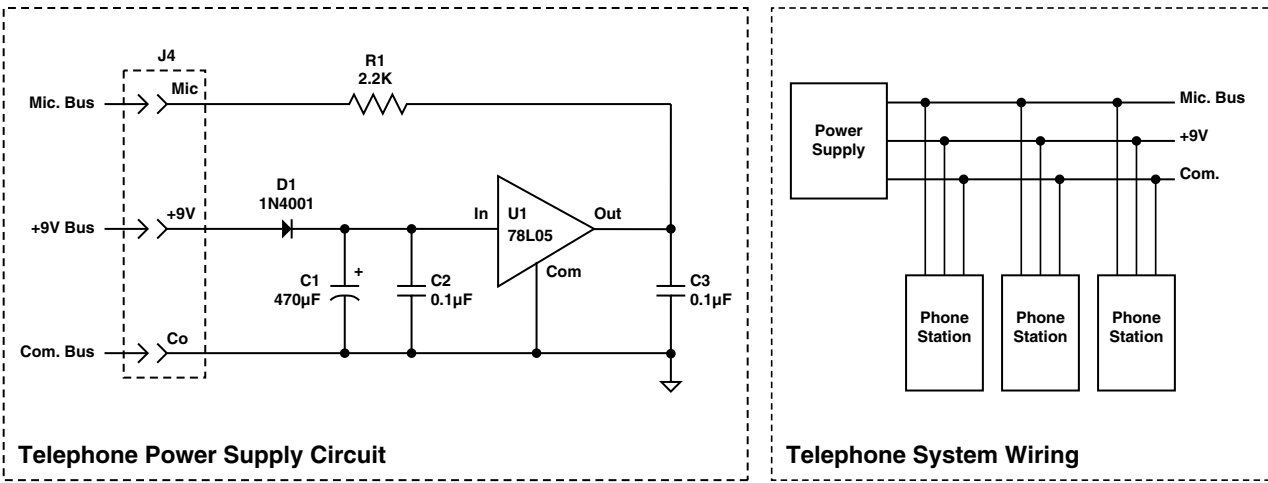 J4
Mic. Bus
Mic
R1
2.2K
+9V Bus
+9V
D1
1N4001
In
U1
78L05
Out
Com
C1
470µF
+
C2
0.1µF
C3
0.1µF
Com. Bus
Co
Telephone Power Supply Circuit
Power
Supply
Mic. Bus
+9V
Com.
Phone
Station
Phone
Station
Phone
Station
Telephone System Wiring